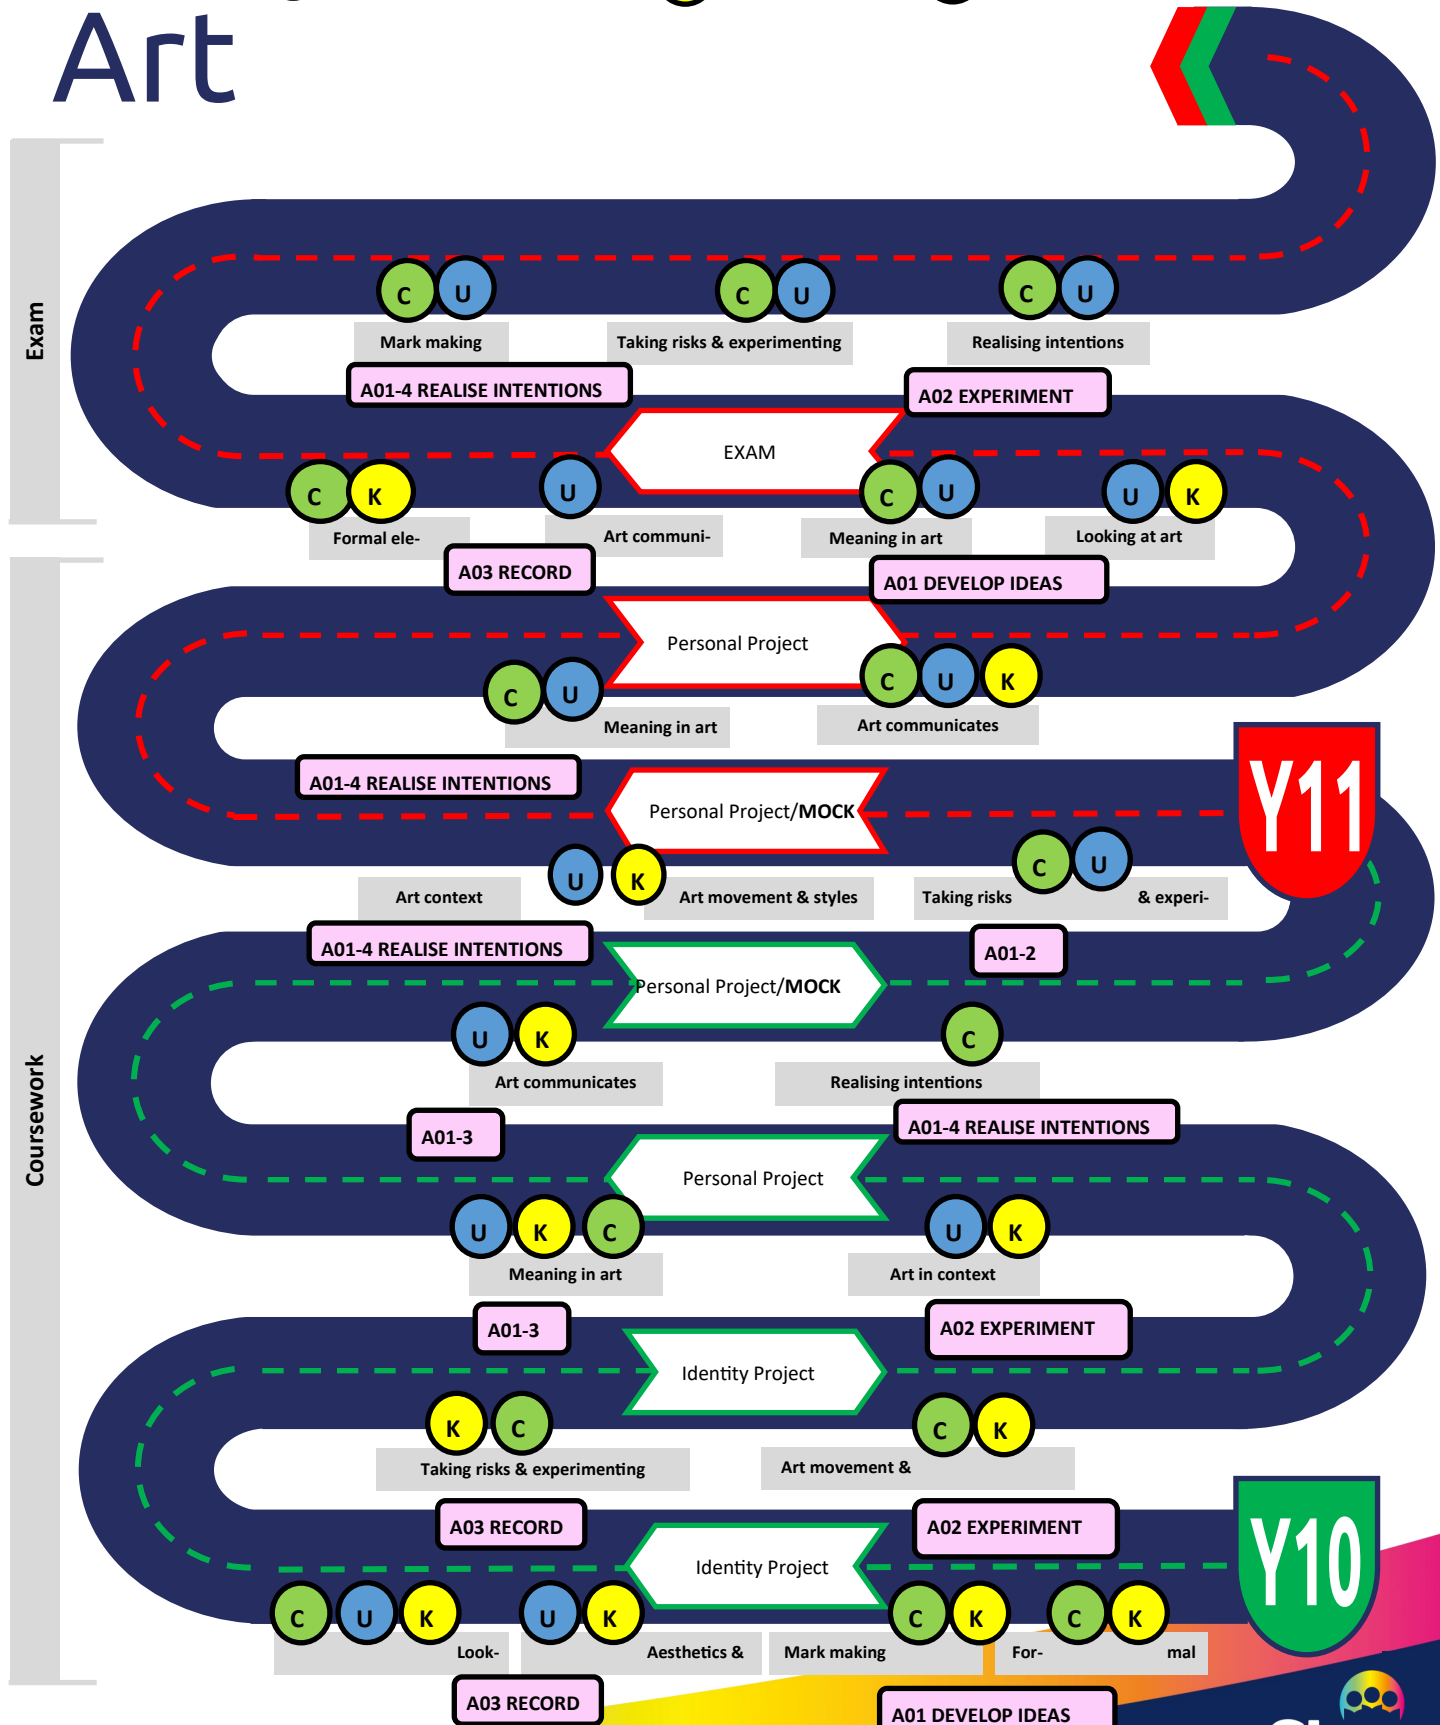 Art
Exam
C U
C U
C U
Mark making
Taking risks & experimenting
Realising intentions
A01-4 REALISE INTENTIONS
A02 EXPERIMENT
EXAM
C K
U
C U
U K
Formal ele-
Art communi-
Meaning in art
Looking at art
A03 RECORD
A01 DEVELOP IDEAS
Personal Project
C U
C U K
Meaning in art
Art communicates
A01-4 REALISE INTENTIONS
Personal Project/MOCK
Y11
U K
C U
Art context
Art movement & styles
Taking risks & experi-
A01-4 REALISE INTENTIONS
A01-2
Personal Project/MOCK
U K
C
Art communicates
Realising intentions
Coursework
A01-3
A01-4 REALISE INTENTIONS
Personal Project
U K C
U K
Meaning in art
Art in context
A01-3
A02 EXPERIMENT
Identity Project
K C
C K
Taking risks & experimenting
Art movement &
A03 RECORD
A02 EXPERIMENT
Identity Project
Y10
C U K
U K
C K
C K
Look-
Aesthetics &
Mark making
For- mal
A03 RECORD
A01 DEVELOP IDEAS